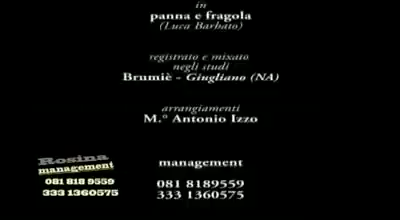 in
panna e fragola
(Luca Barbato)
registrato e mixato
negli studi
Brumiè - Giugliano (NA)
arrangiamenti
M.° Antonio Izzo
management
081 8189559
333 1360575
Rosina
management
081 818 9559
333 1360575